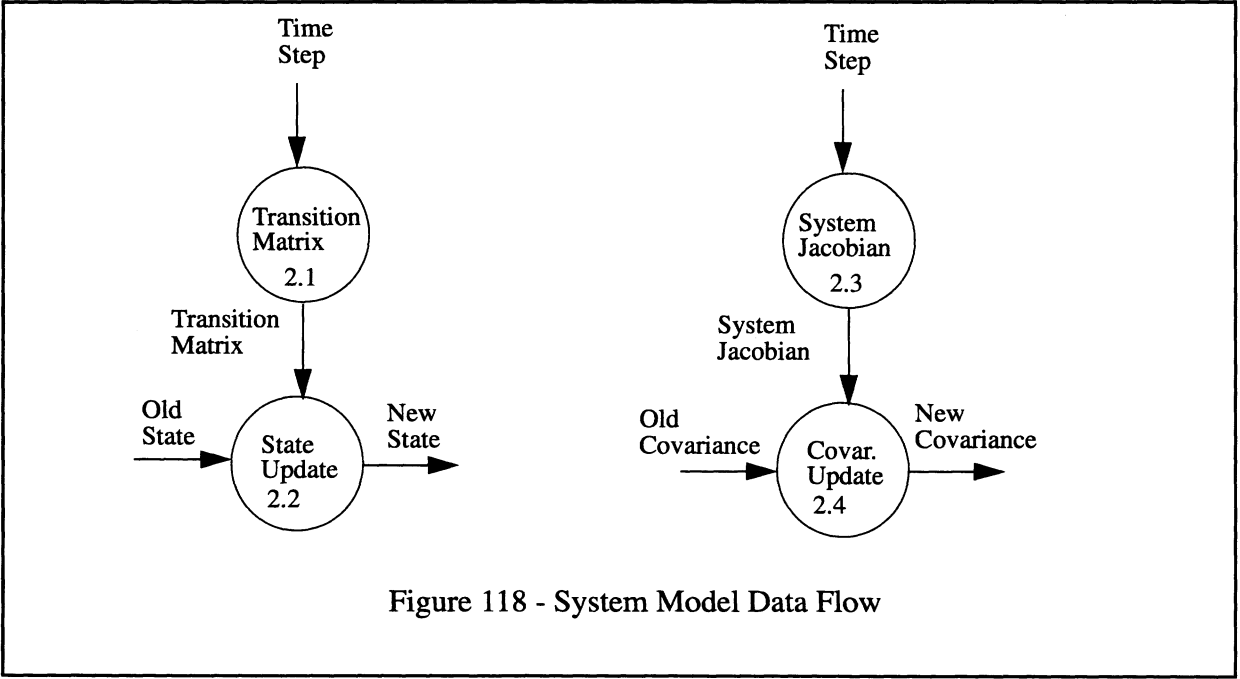 Time
Step
Transition
Matrix
2.1
Transition
Matrix
Old
State
State
Update
2.2
New
State
Time
Step
System
Jacobian
2.3
System
Jacobian
Old
Covariance
Covar.
Update
2.4
New
Covariance
Figure 118 - System Model Data Flow